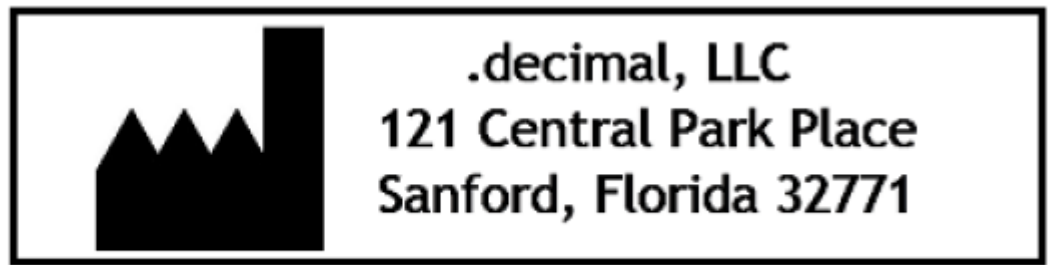 .decimal, LLC
121 Central Park Place
Sanford, Florida 32771